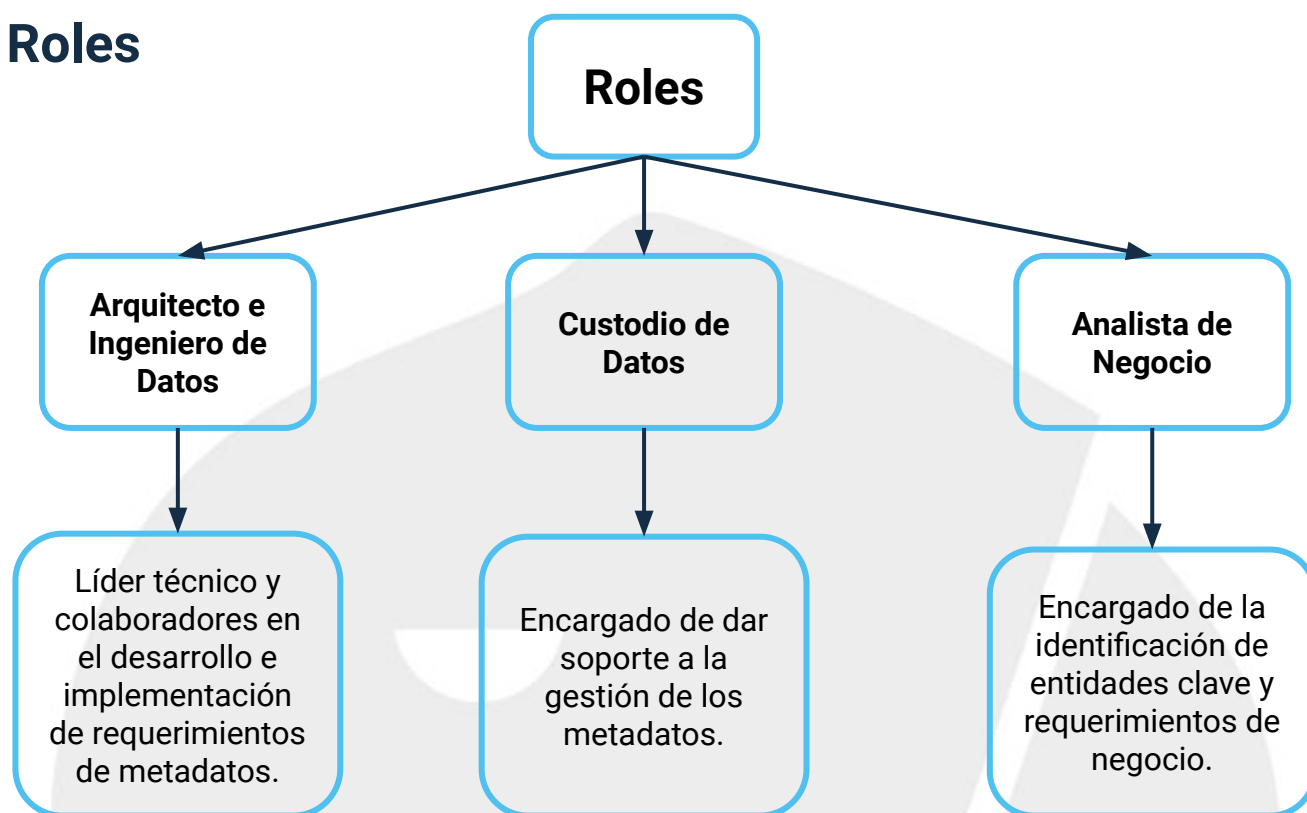 Roles
Roles
Arquitecto e
Ingeniero de
Datos
Custodio de
Datos
Analista de
Negocio
Líder técnico y
colaboradores en
el desarrollo e
implementación
de requerimientos
de metadatos.
Encargado de dar
soporte a la
gestión de los
metadatos.
Encargado de la
identificación de
entidades clave y
requerimientos de
negocio.